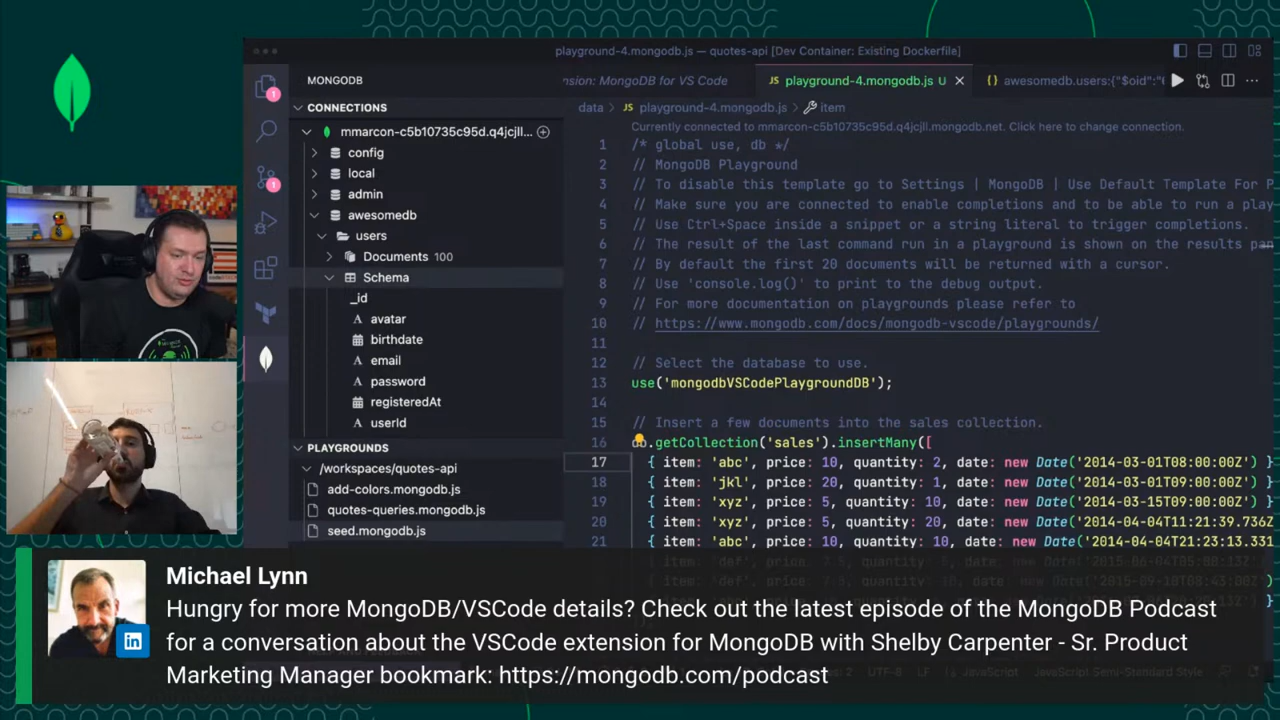 playground-4.mongodb.js — quotes-api [Dev Container: Existing Dockerfile]
MONGODB
nsion: MongoDB for VS Code
JS playground-4.mongodb.js U
awesomedb.users:{"$oid":"6
CONNECTIONS
data > JS playground-4.mongodb.js > item
mmarcon-c5b10735c95d.q4jcjll...
config
local
admin
awesomedb
users
Documents 100
Schema
_id
avatar
birthdate
email
password
registeredAt
userId
PLAYGROUNDS
/workspaces/quotes-api
add-colors.mongodb.js
quotes-queries.mongodb.js
seed.mongodb.js
1
1
Currently connected to mmarcon-c5b10735c95d.q4jcjll.mongodb.net. Click here to change connection.
1 /* global use, db */
2 // MongoDB Playground
3 // To disable this template go to Settings | MongoDB | Use Default Template For P
4 // Make sure you are connected to enable completions and to be able to run a play
5 // Use Ctrl+Space inside a snippet or a string literal to trigger completions.
6 // The result of the last command run in a playground is shown on the results pan
7 // By default the first 20 documents will be returned with a cursor.
8 // Use 'console.log()' to print to the debug output.
9 // For more documentation on playgrounds please refer to
10 // https://www.mongodb.com/docs/mongodb-vscode/playgrounds/
11
12 // Select the database to use.
13 use('mongodbVSCodePlaygroundDB');
14
15 // Insert a few documents into the sales collection.
16 .getCollection('sales').insertMany([
17 { item: 'abc', price: 10, quantity: 2, date: new Date('2014-03-01T08:00:00Z') }
18 { item: 'jkl', price: 20, quantity: 1, date: new Date('2014-03-01T09:00:00Z') }
19 { item: 'xyz', price: 5, quantity: 10, date: new Date('2014-03-15T09:00:00Z') }
20 { item: 'xyz', price: 5, quantity: 20, date: new Date('2014-04-04T11:21:39.736Z
21 { item: 'abc', price: 10, quantity: 10, date: new Date('2014-04-04T21:23:13.331
Michael Lynn
Hungry for more MongoDB/VSCode details? Check out the latest episode of the MongoDB Podcast
for a conversation about the VSCode extension for MongoDB with Shelby Carpenter - Sr. Product
Marketing Manager bookmark: https://mongodb.com/podcast
in
UTF-8 LF {} JavaScript JavaScript Semi-Standard Style